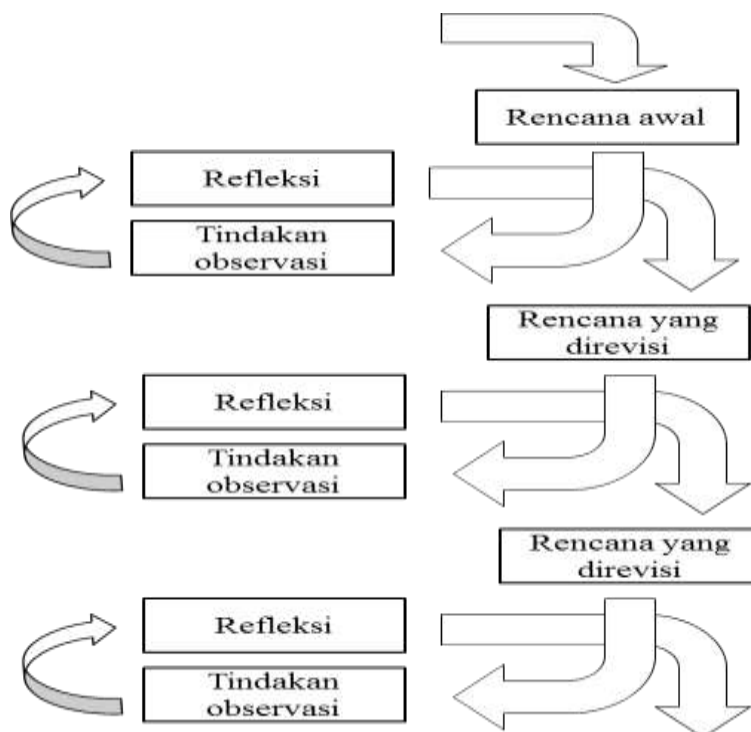 Rencana awal
Refleksi
Tindakan
observasi
Rencana yang
direvisi
Refleksi
Tindakan
observasi
Rencana yang
direvisi
Refleksi
Tindakan
observasi